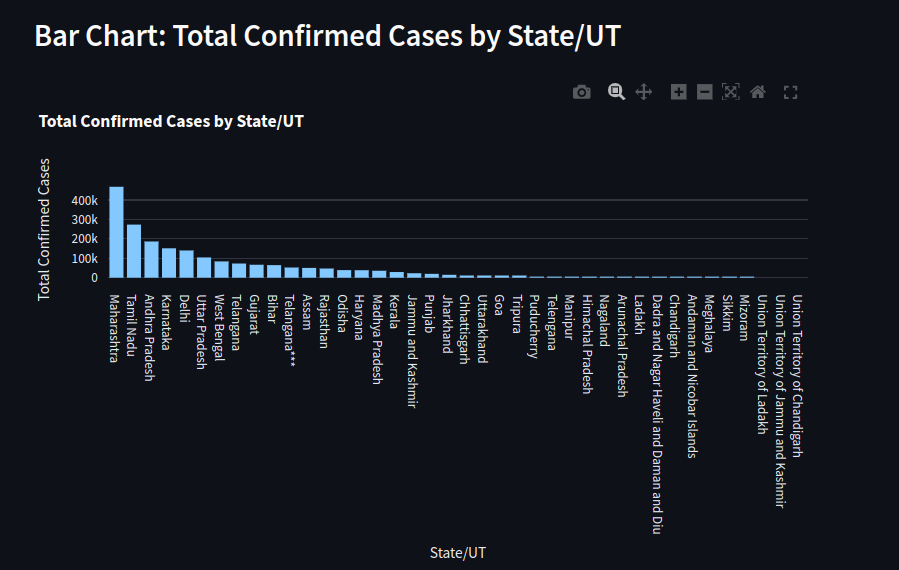 Bar Chart: Total Confirmed Cases by State/UT
Total Confirmed Cases by State/UT
Total Confirmed Cases
400k
300k
200k
100k
0
Maharashtra
Tamil Nadu
Andhra Pradesh
Karnataka
Delhi
Uttar Pradesh
West Bengal
Telangana
Gujarat
Bihar
Telangana***
Assam
Rajasthan
Odisha
Haryana
Madhya Pradesh
Kerala
Jammu and Kashmir
Punjab
Jharkhand
Chhattisgarh
Uttarakhand
Goa
Tripura
Puducherry
Telengana
Manipur
Himachal Pradesh
Nagaland
Arunachal Pradesh
Ladakh
Dadra and Nagar Haveli and Daman and Diu
Chandigarh
Andaman and Nicobar Islands
Meghalaya
Sikkim
Mizoram
Union Territory of Ladakh
Union Territory of Jammu and Kashmir
Union Territory of Chandigarh
State/UT